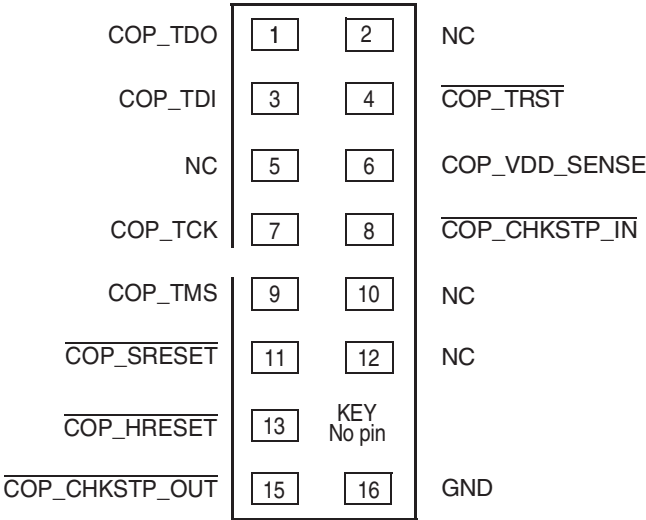 COP_TDO 1 2 NC
COP_TDI 3 4 COP_TRST
NC 5 6 COP_VDD_SENSE
COP_TCK 7 8 COP_CHKSTP_IN
COP_TMS 9 10 NC
COP_SRESET 11 12 NC
COP_HRESET 13 KEY
No pin
COP_CHKSTP_OUT 15 16 GND